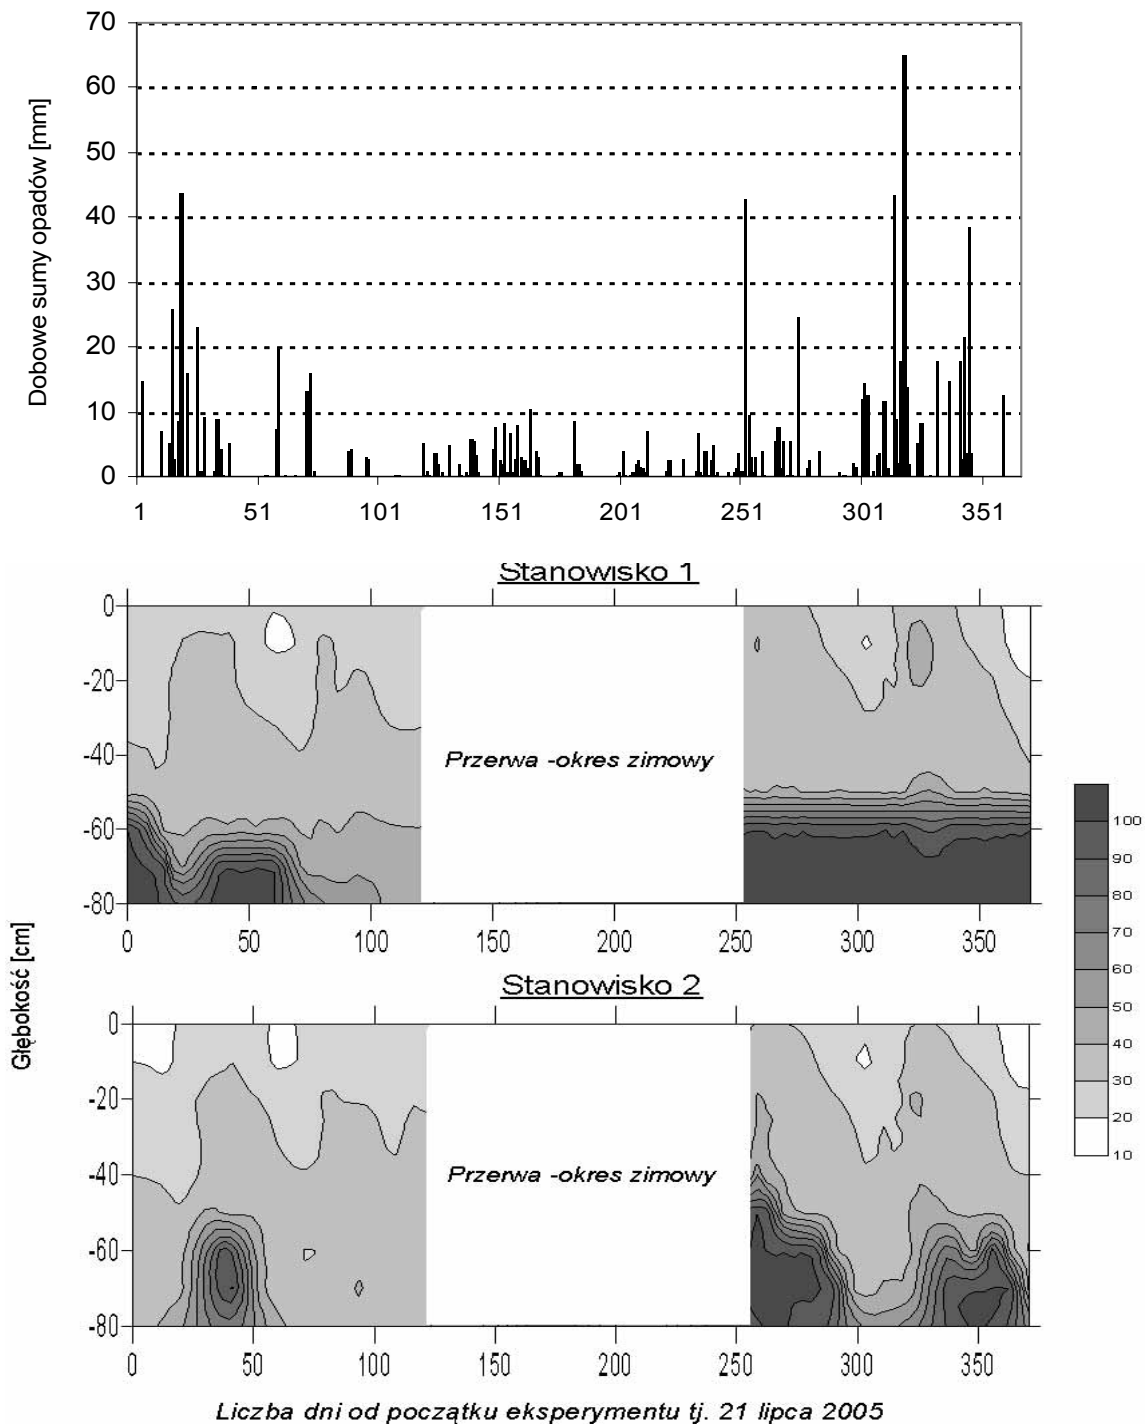 Dobowe sumy opadów [mm]
70
60
50
40
30
20
10
0
1 51 101 151 201 251 301 351
Stanowisko 1
0
-20
-40
-60
-80
Przerwa -okres zimowy
0 50 100 150 200 250 300 350
Głębokość [cm]
100
90
80
70
60
50
40
30
20
10
Stanowisko 2
0
-20
-40
-60
-80
Przerwa -okres zimowy
0 50 100 150 200 250 300 350
Liczba dni od początku eksperymentu tj. 21 lipca 2005